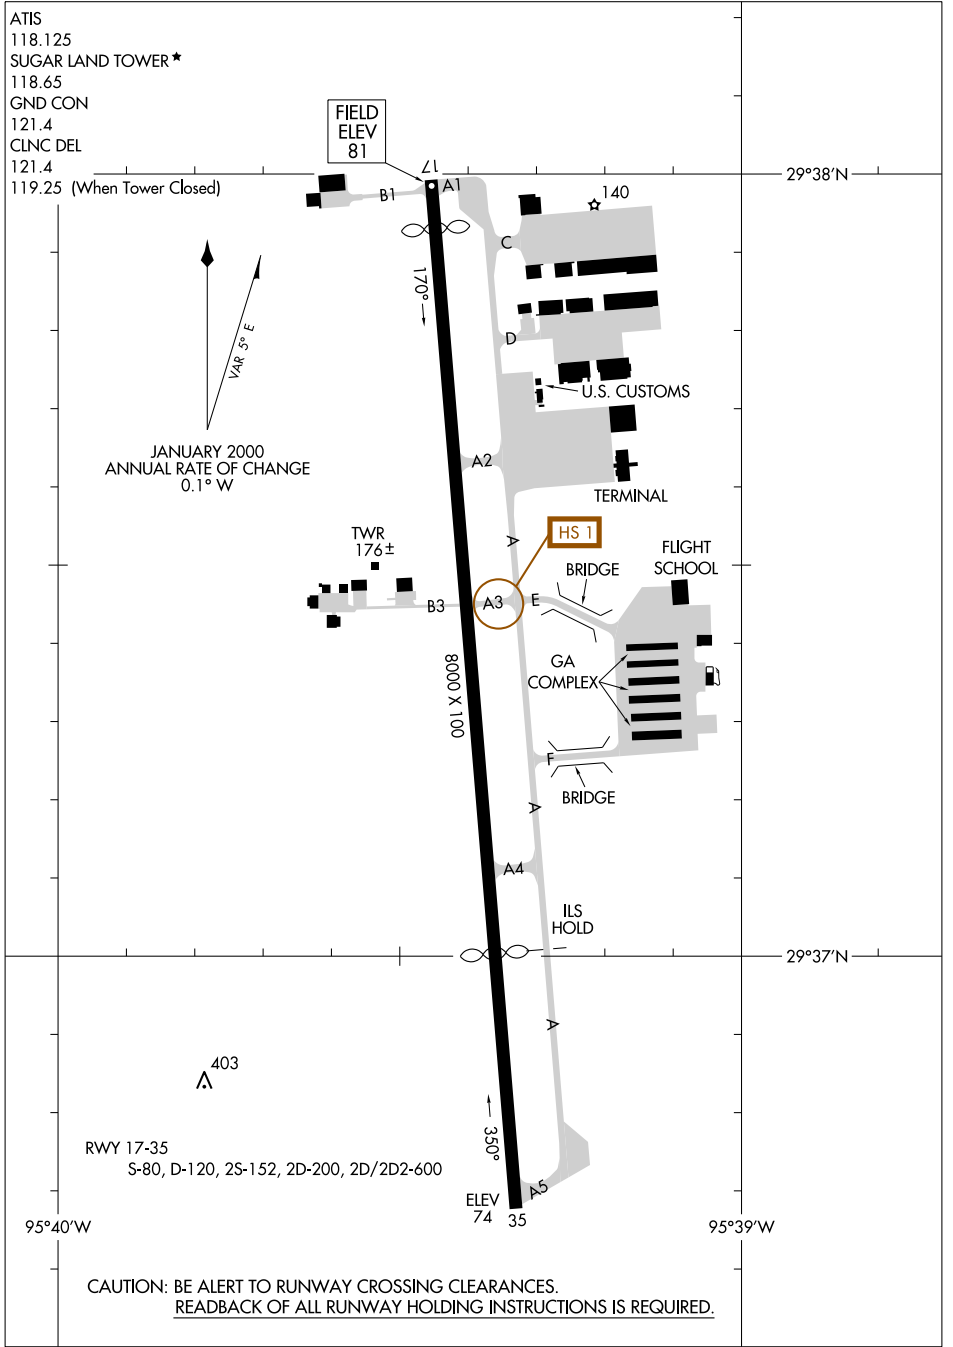 ATIS
118.125
SUGAR LAND TOWER★
118.65
GND CON
121.4
CLNC DEL
121.4
119.25 (When Tower Closed)
FIELD
ELEV
81
17
B1
A1
140
29°38'N
C
170°
VAR 5° E
D
U.S. CUSTOMS
JANUARY 2000
ANNUAL RATE OF CHANGE
0.1° W
A2
TERMINAL
HS 1
TWR
176±
A
BRIDGE
FLIGHT
SCHOOL
B3
A3
E
GA
COMPLEX
8000 X 100
F
BRIDGE
A
A4
ILS
HOLD
29°37'N
A
403
350°
RWY 17-35
S-80, D-120, 2S-152, 2D-200, 2D/2D2-600
A5
ELEV
74
35
95°40'W
95°39'W
CAUTION: BE ALERT TO RUNWAY CROSSING CLEARANCES.
READBACK OF ALL RUNWAY HOLDING INSTRUCTIONS IS REQUIRED.